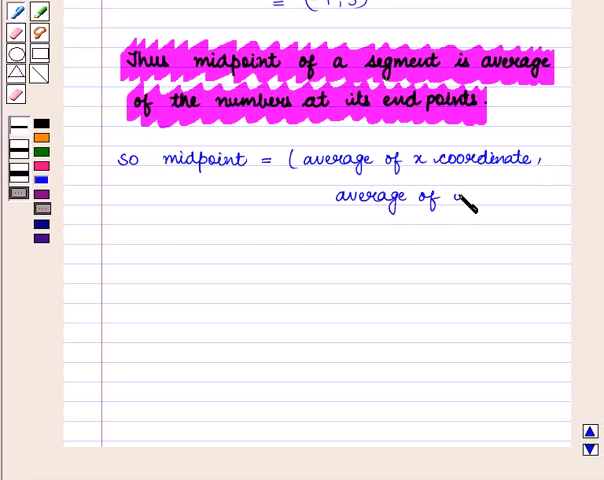 Thus midpoint of a segment is average
of the numbers at its end points.
so midpoint = (average of x coordinate,
average of